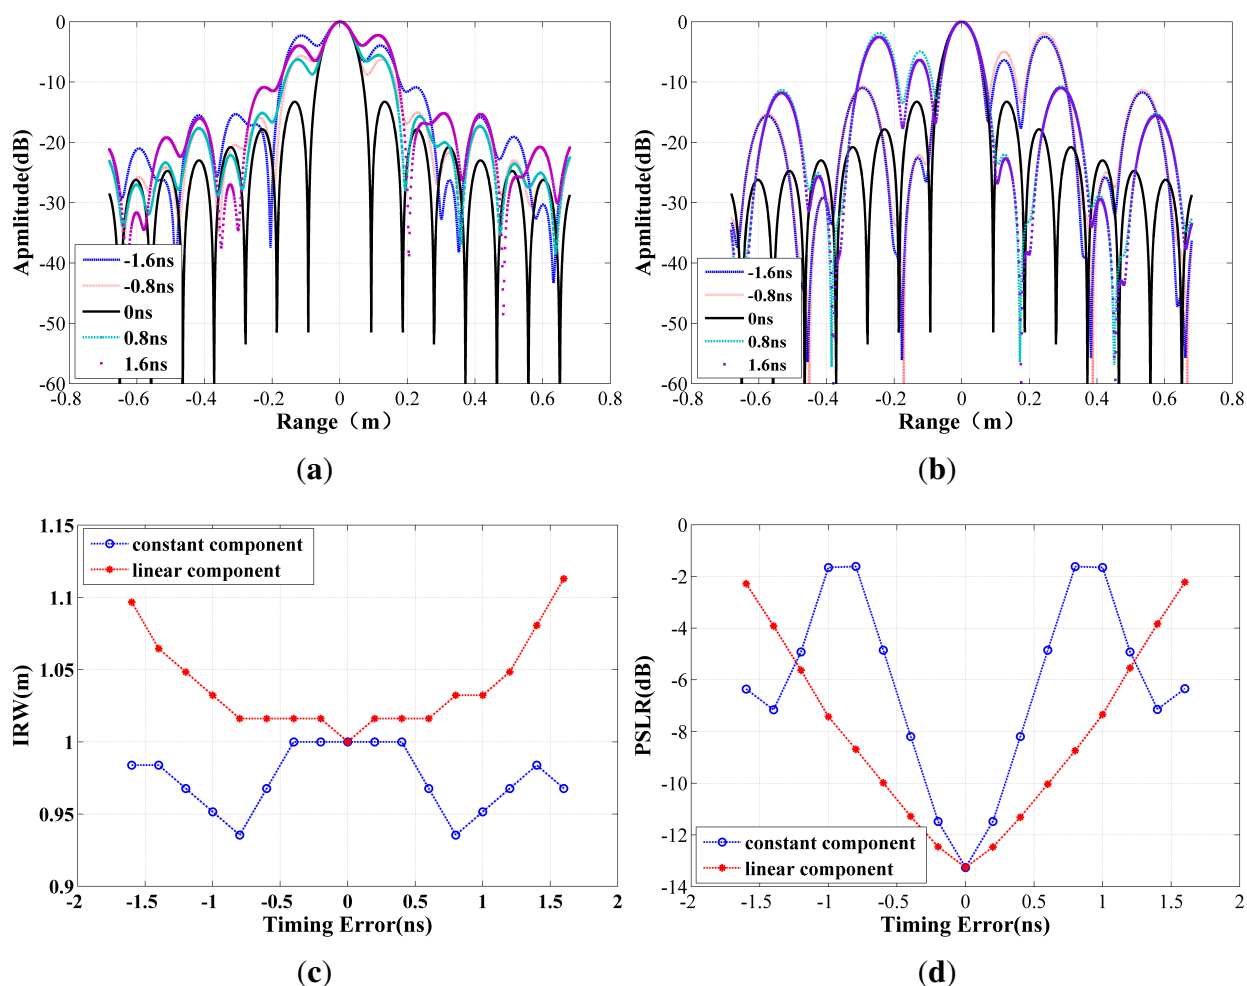 0
-10
-20
-30
-40
-50
-60
Apmlitude(dB)
-1.6ns
-0.8ns
0ns
0.8ns
1.6ns
-0.8 -0.6 -0.4 -0.2 0 0.2 0.4 0.6 0.8
Range（m）
(a)
0
-10
-20
-30
-40
-50
-60
Apmlitude(dB)
-1.6ns
-0.8ns
0ns
0.8ns
1.6ns
-0.8 -0.6 -0.4 -0.2 0 0.2 0.4 0.6 0.8
Range（m）
(b)
1.15
1.1
1.05
1
0.95
0.9
IRW(m)
constant component
linear component
-2 -1.5 -1 -0.5 0 0.5 1 1.5 2
Timing Error(ns)
(c)
0
-2
-4
-6
-8
-10
-12
-14
PSLR(dB)
constant component
linear component
-2 -1.5 -1 -0.5 0 0.5 1 1.5 2
Timing Error(ns)
(d)